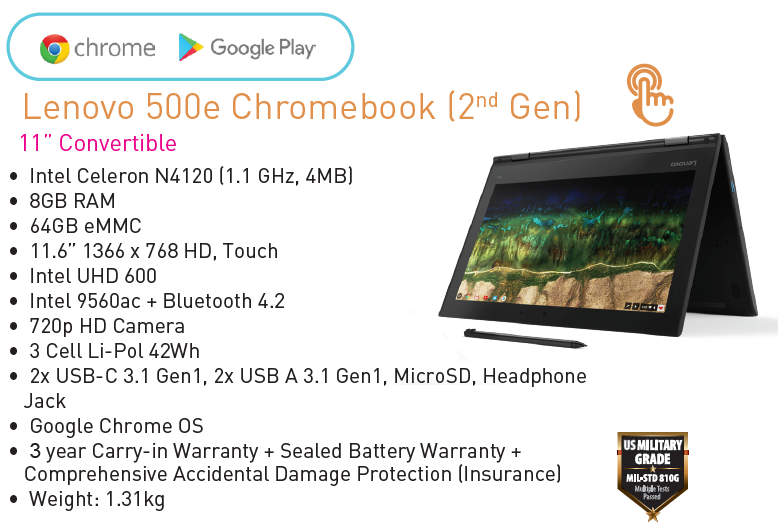 chrome Google Play
Lenovo 500e Chromebook (2nd Gen)
11” Convertible
• Intel Celeron N4120 (1.1 GHz, 4MB)
• 8GB RAM
• 64GB eMMC
• 11.6” 1366 x 768 HD, Touch
• Intel UHD 600
• Intel 9560ac + Bluetooth 4.2
• 720p HD Camera
• 3 Cell Li-Pol 42Wh
• 2x USB-C 3.1 Gen1, 2x USB A 3.1 Gen1, MicroSD, Headphone
Jack
• Google Chrome OS
• 3 year Carry-in Warranty + Sealed Battery Warranty +
Comprehensive Accidental Damage Protection (Insurance)
• Weight: 1.31kg
Lenovo
US MILITARY
GRADE
MIL-STD 810G
Multiple Tests
Passed